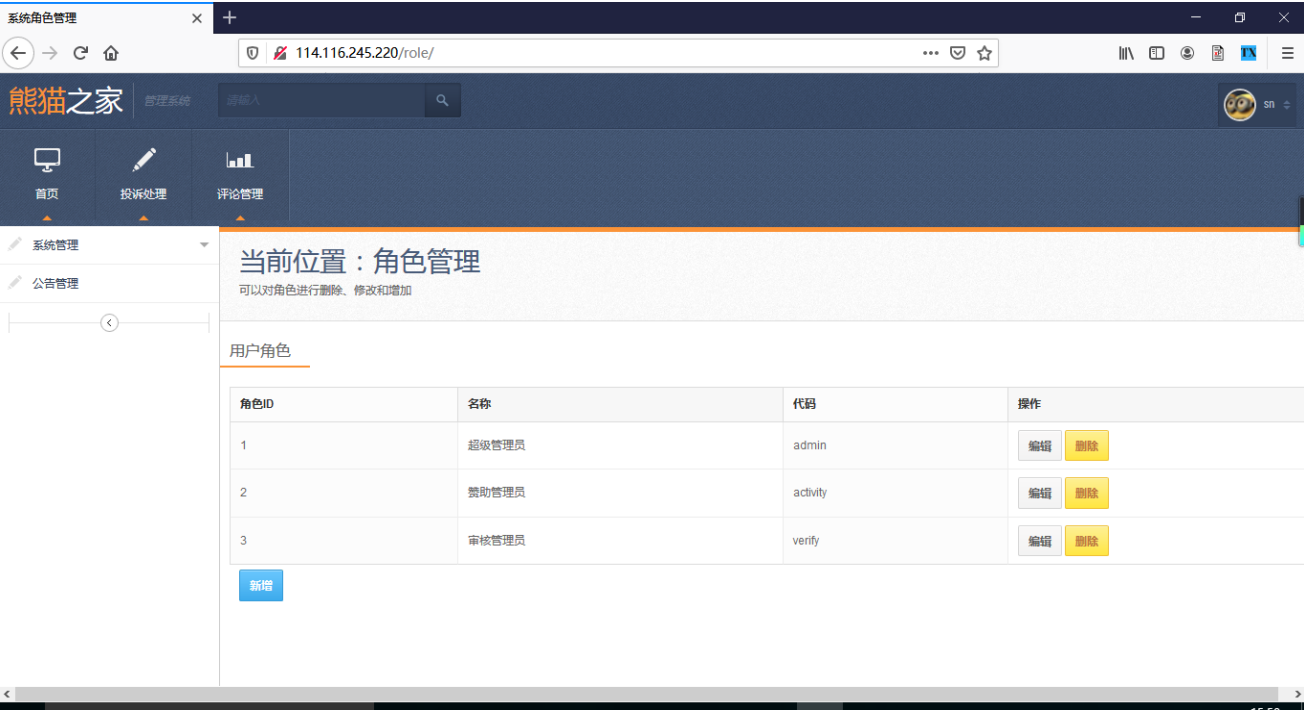 系统角色管理
114.116.245.220/role/
TX
熊猫之家 管理系统 请输入 sn
首页 投诉处理 评论管理
系统管理
公告管理
当前位置：角色管理
可以对角色进行删除、修改和增加
用户角色
角色ID 名称 代码 操作
1 超级管理员 admin 编辑 删除
2 赞助管理员 activity 编辑 删除
3 审核管理员 verify 编辑 删除
新增